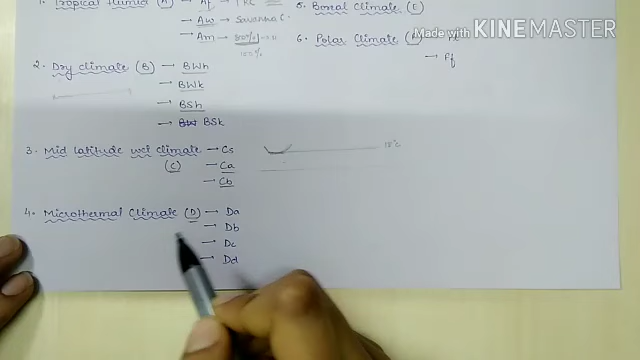 1. Tropical Humid (A) → Af → TRC
→ Aw → Savanna C.
→ Am →
100%
2. Dry climate (B) → BWh
→ BWk
→ BSh
→ BSk
3. Mid latitude wet climate (C) → Cs
→ Ca
→ Cb
18°C
4. Microthermal Climate (D) → Da
→ Db
→ Dc
→ Dd
5. Boreal Climate (E)
6. Polar Climate
→ Pf
Made with KINEMASTER